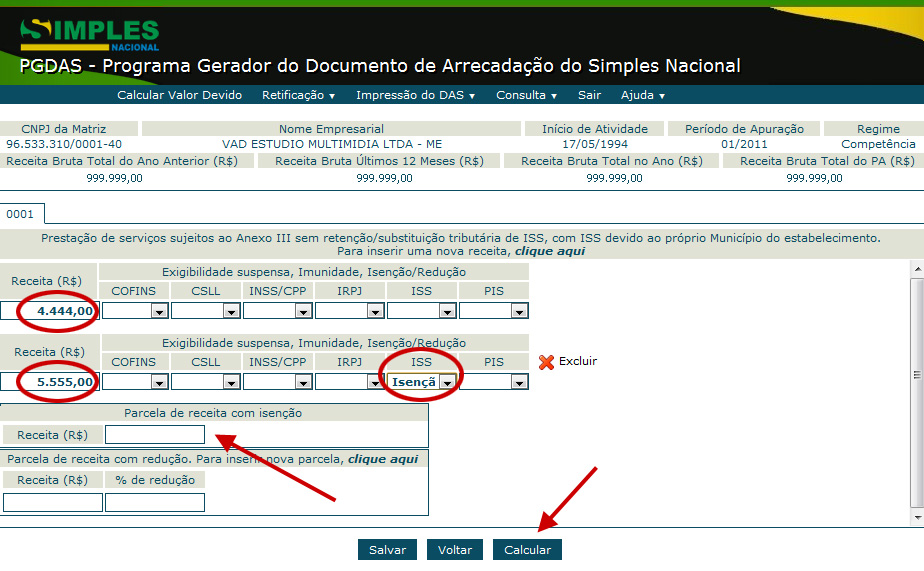 SIMPLES
NACIONAL
PGDAS - Programa Gerador do Documento de Arrecadação do Simples Nacional
Calcular Valor Devido Retificação Impressão do DAS Consulta Sair Ajuda
CNPJ da Matriz Nome Empresarial Início de Atividade Período de Apuração Regime
96.533.310/0001-40 VAD ESTUDIO MULTIMIDIA LTDA - ME 17/05/1994 01/2011 Competência
Receita Bruta Total do Ano Anterior (R$) Receita Bruta Últimos 12 Meses (R$) Receita Bruta Total no Ano (R$) Receita Bruta Total do PA (R$)
999.999,00 999.999,00 999.999,00 999.999,00
0001
Prestação de serviços sujeitos ao Anexo III sem retenção/substituição tributária de ISS, com ISS devido ao próprio Município do estabelecimento.
Para inserir uma nova receita, clique aqui
Receita (R$) Exigibilidade suspensa, Imunidade, Isenção/Redução
COFINS CSLL INSS/CPP IRPJ ISS PIS
4.444,00
Receita (R$) Exigibilidade suspensa, Imunidade, Isenção/Redução
COFINS CSLL INSS/CPP IRPJ ISS PIS Excluir
5.555,00 Isençã
Parcela de receita com isenção
Receita (R$)
Parcela de receita com redução. Para inserir nova parcela, clique aqui
Receita (R$) % de redução
Salvar Voltar Calcular